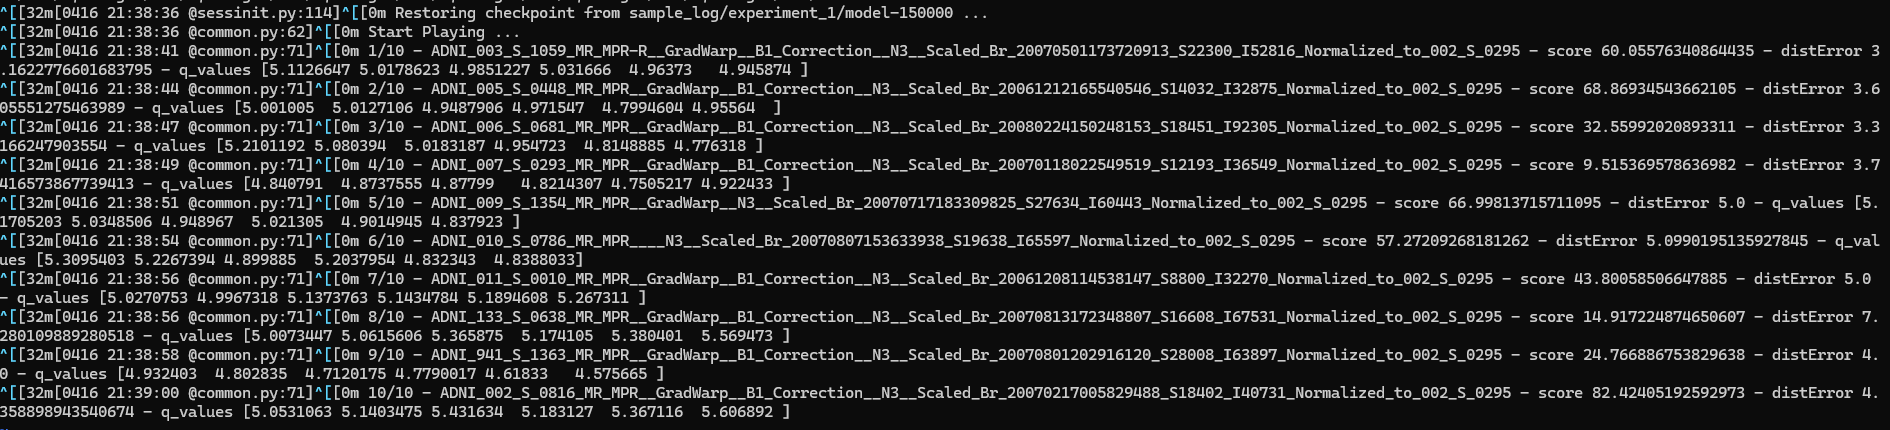 ^[[32m[0416 21:38:36 @sessinit.py:114]^[[0m Restoring checkpoint from sample_log/experiment_1/model-150000 ...
^[[32m[0416 21:38:36 @common.py:62]^[[0m Start Playing ...
^[[32m[0416 21:38:41 @common.py:71]^[[0m 1/10 - ADNI_003_S_1059_MR_MPR-R__GradWarp__B1_Correction__N3__Scaled_Br_20070501173720913_S22300_I52816_Normalized_to_002_S_0295 - score 60.05576340864435 - distError 3
.1622776601683795 - q_values [5.1126647 5.0178623 4.9851227 5.031666  4.96373   4.945874 ]
^[[32m[0416 21:38:44 @common.py:71]^[[0m 2/10 - ADNI_005_S_0448_MR_MPR__GradWarp__B1_Correction__N3__Scaled_Br_20061212165540546_S14032_I32875_Normalized_to_002_S_0295 - score 68.86934543662105 - distError 3.6
05551275463989 - q_values [5.001005  5.0127106 4.9487906 4.971547  4.7994604 4.95564  ]
^[[32m[0416 21:38:47 @common.py:71]^[[0m 3/10 - ADNI_006_S_0681_MR_MPR__GradWarp__B1_Correction__N3__Scaled_Br_20080224150248153_S18451_I92305_Normalized_to_002_S_0295 - score 32.55992020893311 - distError 3.3
166247903554 - q_values [5.2101192 5.080394  5.0183187 4.954723  4.8148885 4.776318 ]
^[[32m[0416 21:38:49 @common.py:71]^[[0m 4/10 - ADNI_007_S_0293_MR_MPR__GradWarp__B1_Correction__N3__Scaled_Br_20070118022549519_S12193_I36549_Normalized_to_002_S_0295 - score 9.515369578636982 - distError 3.7
416573867739413 - q_values [4.840791  4.8737555 4.87799   4.8214307 4.7505217 4.922433 ]
^[[32m[0416 21:38:51 @common.py:71]^[[0m 5/10 - ADNI_009_S_1354_MR_MPR__GradWarp__N3__Scaled_Br_20070717183309825_S27634_I60443_Normalized_to_002_S_0295 - score 66.99813715711095 - distError 5.0 - q_values [5.
1705203 5.0348506 4.948967  5.021305  4.9014945 4.837923 ]
^[[32m[0416 21:38:54 @common.py:71]^[[0m 6/10 - ADNI_010_S_0786_MR_MPR____N3__Scaled_Br_20070807153633938_S19638_I65597_Normalized_to_002_S_0295 - score 57.27209268181262 - distError 5.0990195135927845 - q_val
ues [5.3095403 5.2267394 4.899885  5.2037954 4.832343  4.8388033]
^[[32m[0416 21:38:56 @common.py:71]^[[0m 7/10 - ADNI_011_S_0010_MR_MPR__GradWarp__B1_Correction__N3__Scaled_Br_20061208114538147_S8800_I32270_Normalized_to_002_S_0295 - score 43.80058506647885 - distError 5.0
- q_values [5.0270753 4.9967318 5.1373763 5.1434784 5.1894608 5.267311 ]
^[[32m[0416 21:38:56 @common.py:71]^[[0m 8/10 - ADNI_133_S_0638_MR_MPR__GradWarp__B1_Correction__N3__Scaled_Br_20070813172348807_S16608_I67531_Normalized_to_002_S_0295 - score 14.917224874650607 - distError 7.
280109889280518 - q_values [5.0073447 5.0615606 5.365875  5.174105  5.380401  5.569473 ]
^[[32m[0416 21:38:58 @common.py:71]^[[0m 9/10 - ADNI_941_S_1363_MR_MPR__GradWarp__B1_Correction__N3__Scaled_Br_20070801202916120_S28008_I63897_Normalized_to_002_S_0295 - score 24.766886753829638 - distError 4.
0 - q_values [4.932403  4.802835  4.7120175 4.7790017 4.61833   4.575665 ]
^[[32m[0416 21:39:00 @common.py:71]^[[0m 10/10 - ADNI_002_S_0816_MR_MPR__GradWarp__B1_Correction__N3__Scaled_Br_20070217005829488_S18402_I40731_Normalized_to_002_S_0295 - score 82.42405192592973 - distError 4.
358898943540674 - q_values [5.0531063 5.1403475 5.431634  5.183127  5.367116  5.606892 ]